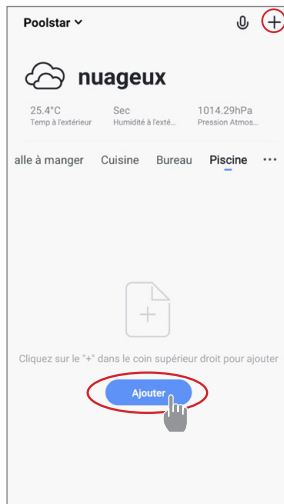 Poolstar
nuageux
25.4°C Sec 1014.29hPa
Temp à l'extérieur Humidité à l'exté... Pression Atmos...
alle à manger Cuisine Bureau Piscine ...
Cliquez sur le "+" dans le coin supérieur droit pour ajouter
Ajouter